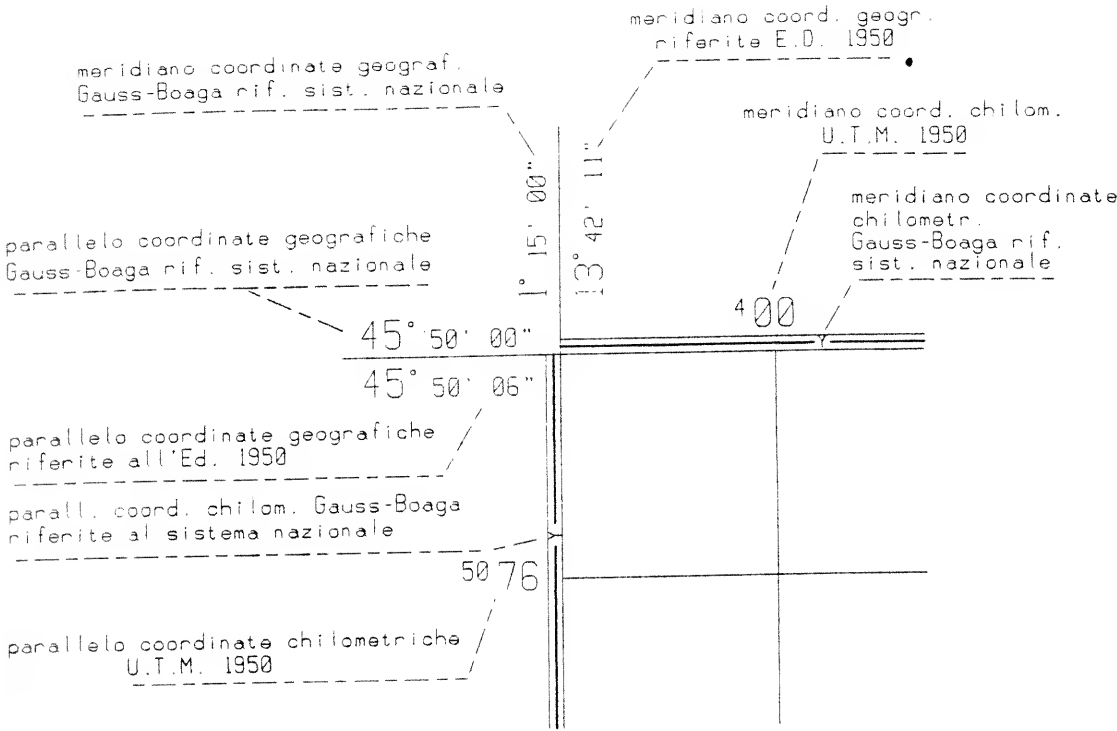 meridiano coord. geogr.
riferite E.D. 1950
meridiano coordinate geograf.
Gauss-Boaga rif. sist. nazionale
meridiano coord. chilom.
U.T.M. 1950
1° 15' 00"
13° 42' 11"
meridiano coordinate
chilometr.
Gauss-Boaga rif.
sist. nazionale
parallelo coordinate geografiche
Gauss-Boaga rif. sist. nazionale
400
45° 50' 00"
Y
45° 50' 06"
parallelo coordinate geografiche
riferite all'Ed. 1950
parall. coord. chilom. Gauss-Boaga
riferite al sistema nazionale
Y
50 76
parallelo coordinate chilometriche
U.T.M. 1950